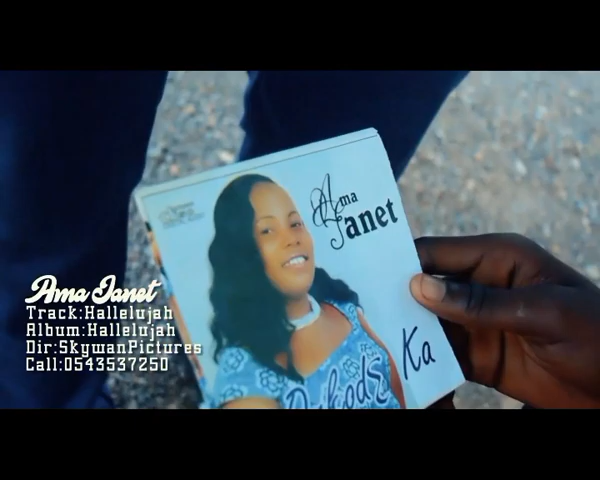 Ama
Janet
Ka
Ama Janet
Track:Hallelujah
Album:Hallelujah
Dir:SkywanPictures
Call:0543537250